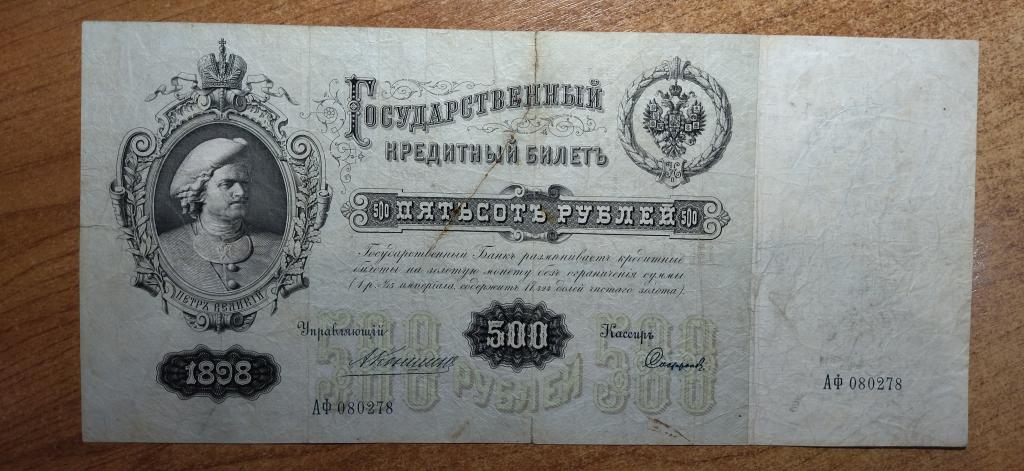 Государственный
кредитный билетъ
500 ПЯТЬСОТЪ РУБЛЕЙ 500
Государственный Банкъ размѣниваетъ кредитные
билеты на золотую монету безъ ограниченія суммы
(1 р. = 1/15 имперіала, содержитъ 17,424 долей чистаго золота).
ПЕТРЪ ВЕЛИКІЙ
Управляющій
500
Кассиръ
500
500
РУБЛЕЙ
1898
АФ 080278
АФ 080278